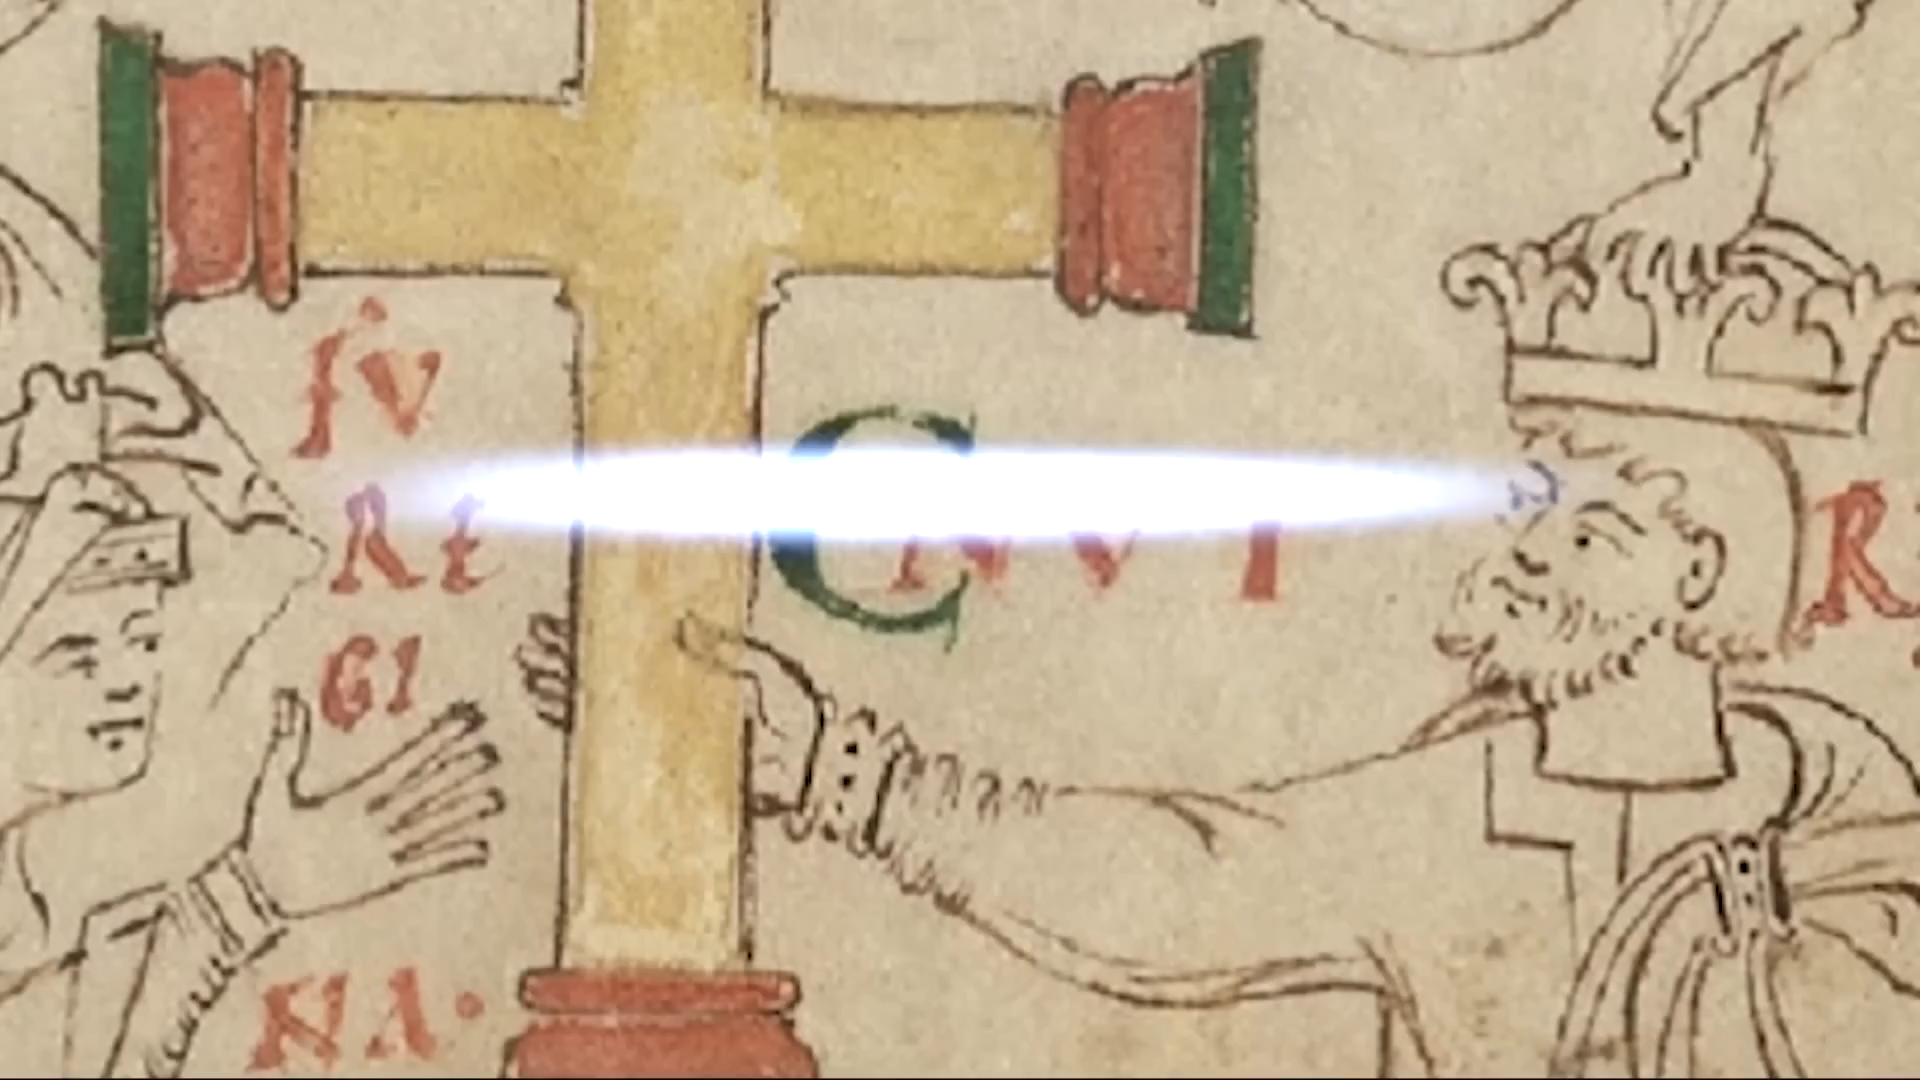 fV
RE CNVT R
GI
NA·